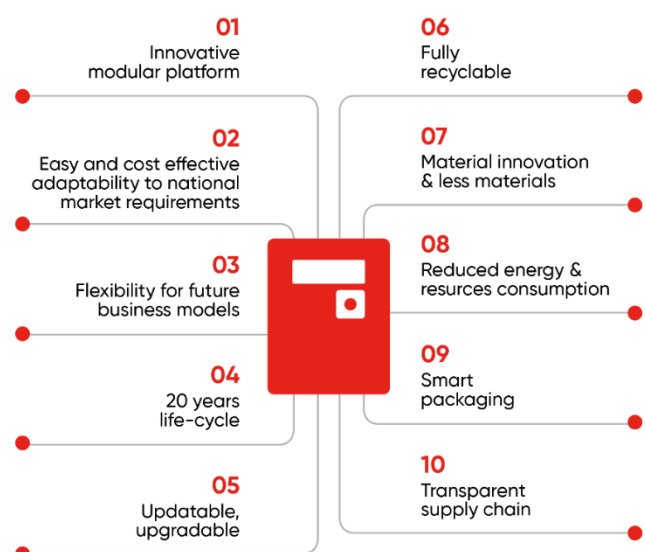 01
Innovative
modular platform
02
Easy and cost effective
adaptability to national
market requirements
03
Flexibility for future
business models
04
20 years
life-cycle
05
Updatable,
upgradable
06
Fully
recyclable
07
Material innovation
& less materials
08
Reduced energy &
resurces consumption
09
Smart
packaging
10
Transparent
supply chain